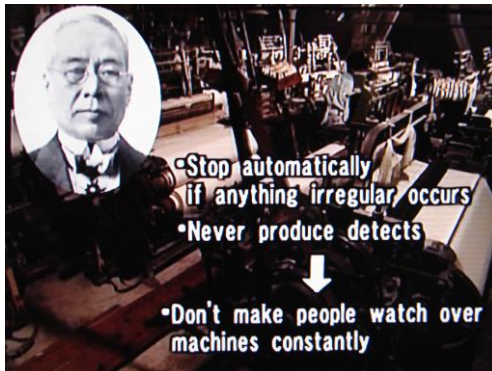 •Stop automatically
if anything irregular occurs
•Never produce detects
•Don't make people watch over
machines constantly